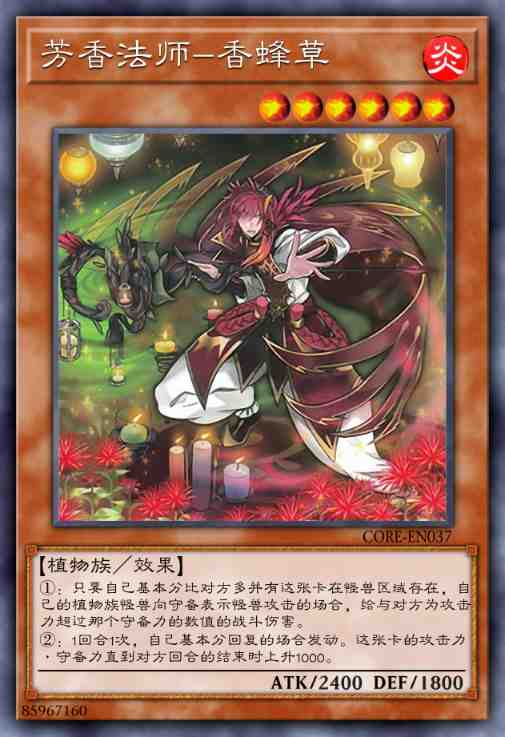 芳香法师-香蜂草
炎
CORE-EN037
【植物族／效果】
①：只要自己基本分比对方多并有这张卡在怪兽区域存在，自
己的植物族怪兽向守备表示怪兽攻击的场合，给与对方为攻击
力超过那个守备力的数值的战斗伤害。
②：1回合1次，自己基本分回复的场合发动。这张卡的攻击力
·守备力直到对方回合的结束时上升1000。
ATK/2400 DEF/1800
85967160